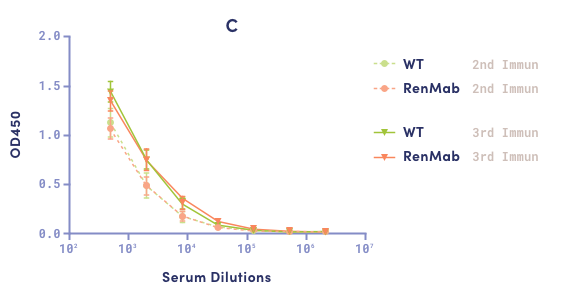 C
2.0
1.5
1.0
0.5
0.0
10² 10³ 10⁴ 10⁵ 10⁶ 10⁷
OD450
Serum Dilutions
WT 2nd Immun
RenMab 2nd Immun
WT 3rd Immun
RenMab 3rd Immun